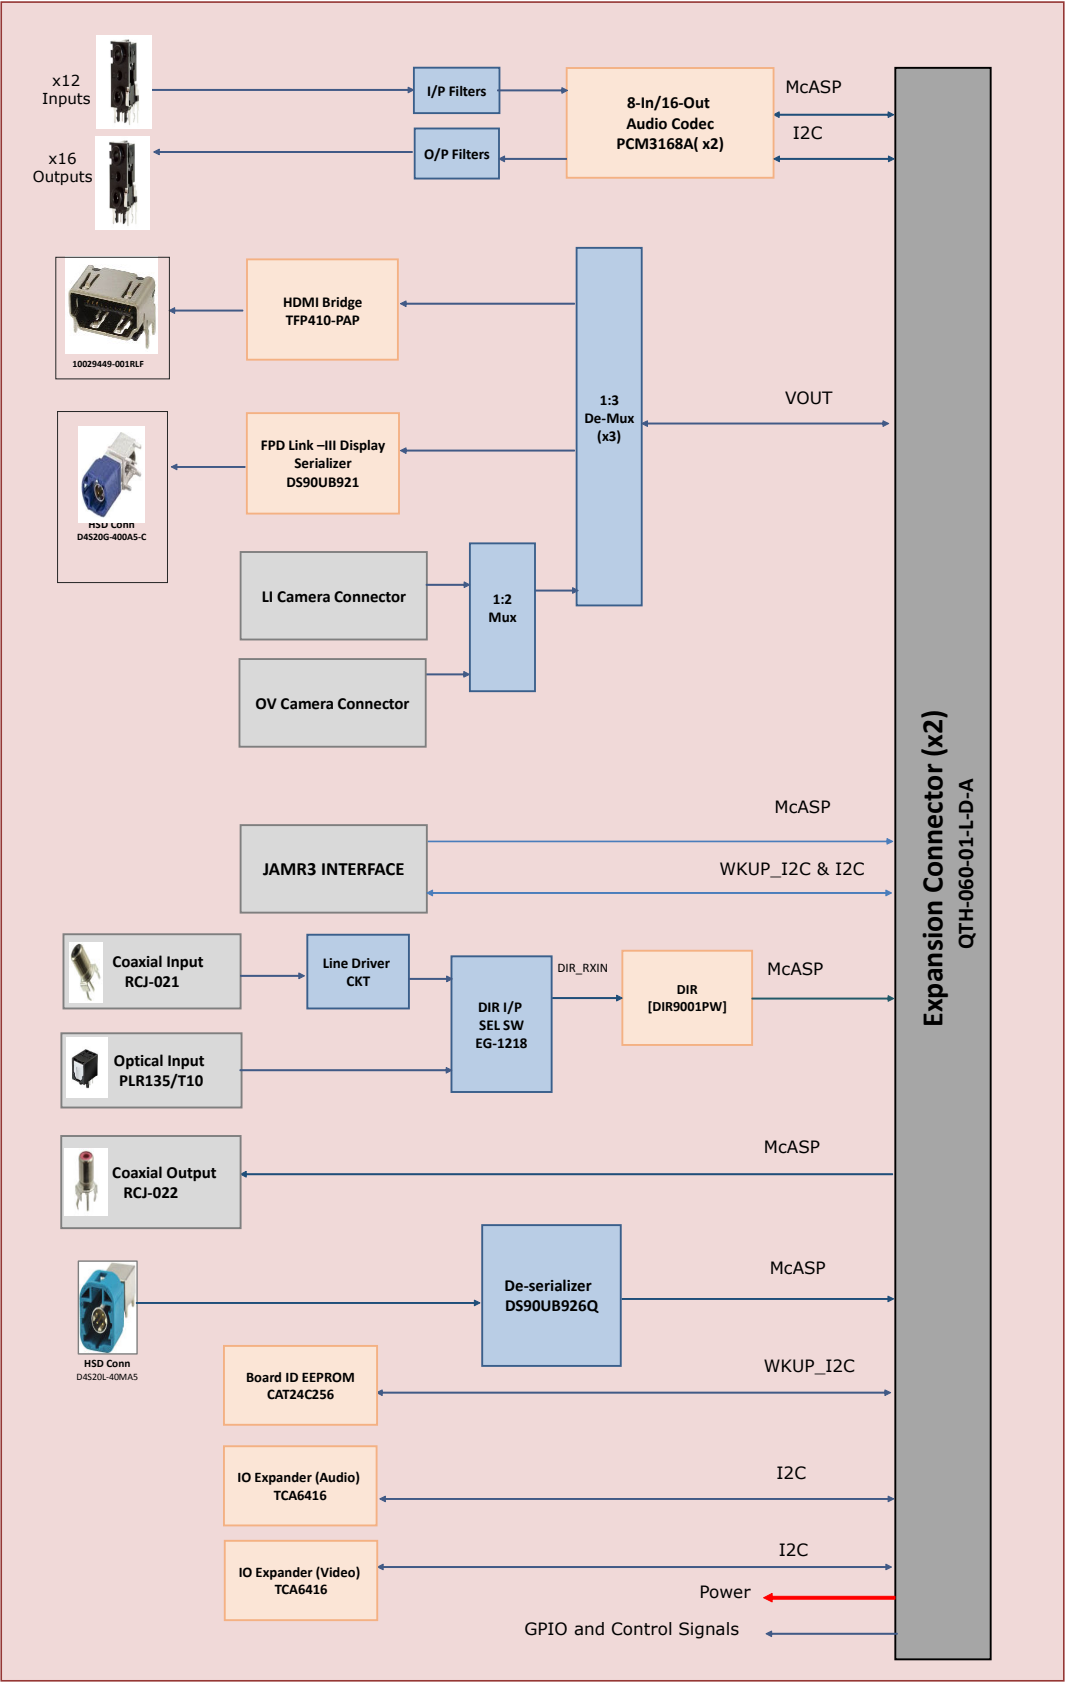 x12
Inputs
I/P Filters
8-In/16-Out
Audio Codec
PCM3168A( x2)
McASP
I2C
x16
Outputs
O/P Filters
10029449-001RLF
HDMI Bridge
TFP410-PAP
1:3
De-Mux
(x3)
VOUT
HSD Conn
D4S20G-400A5-C
FPD Link –III Display
Serializer
DS90UB921
LI Camera Connector
1:2
Mux
OV Camera Connector
Expansion Connector (x2)
QTH-060-01-L-D-A
JAMR3 INTERFACE
McASP
WKUP_I2C & I2C
Coaxial Input
RCJ-021
Line Driver
CKT
DIR I/P
SEL SW
EG-1218
DIR_RXIN
DIR
[DIR9001PW]
McASP
Optical Input
PLR135/T10
Coaxial Output
RCJ-022
McASP
HSD Conn
D4S20L-40MA5
De-serializer
DS90UB926Q
McASP
Board ID EEPROM
CAT24C256
WKUP_I2C
IO Expander (Audio)
TCA6416
I2C
IO Expander (Video)
TCA6416
I2C
Power
GPIO and Control Signals